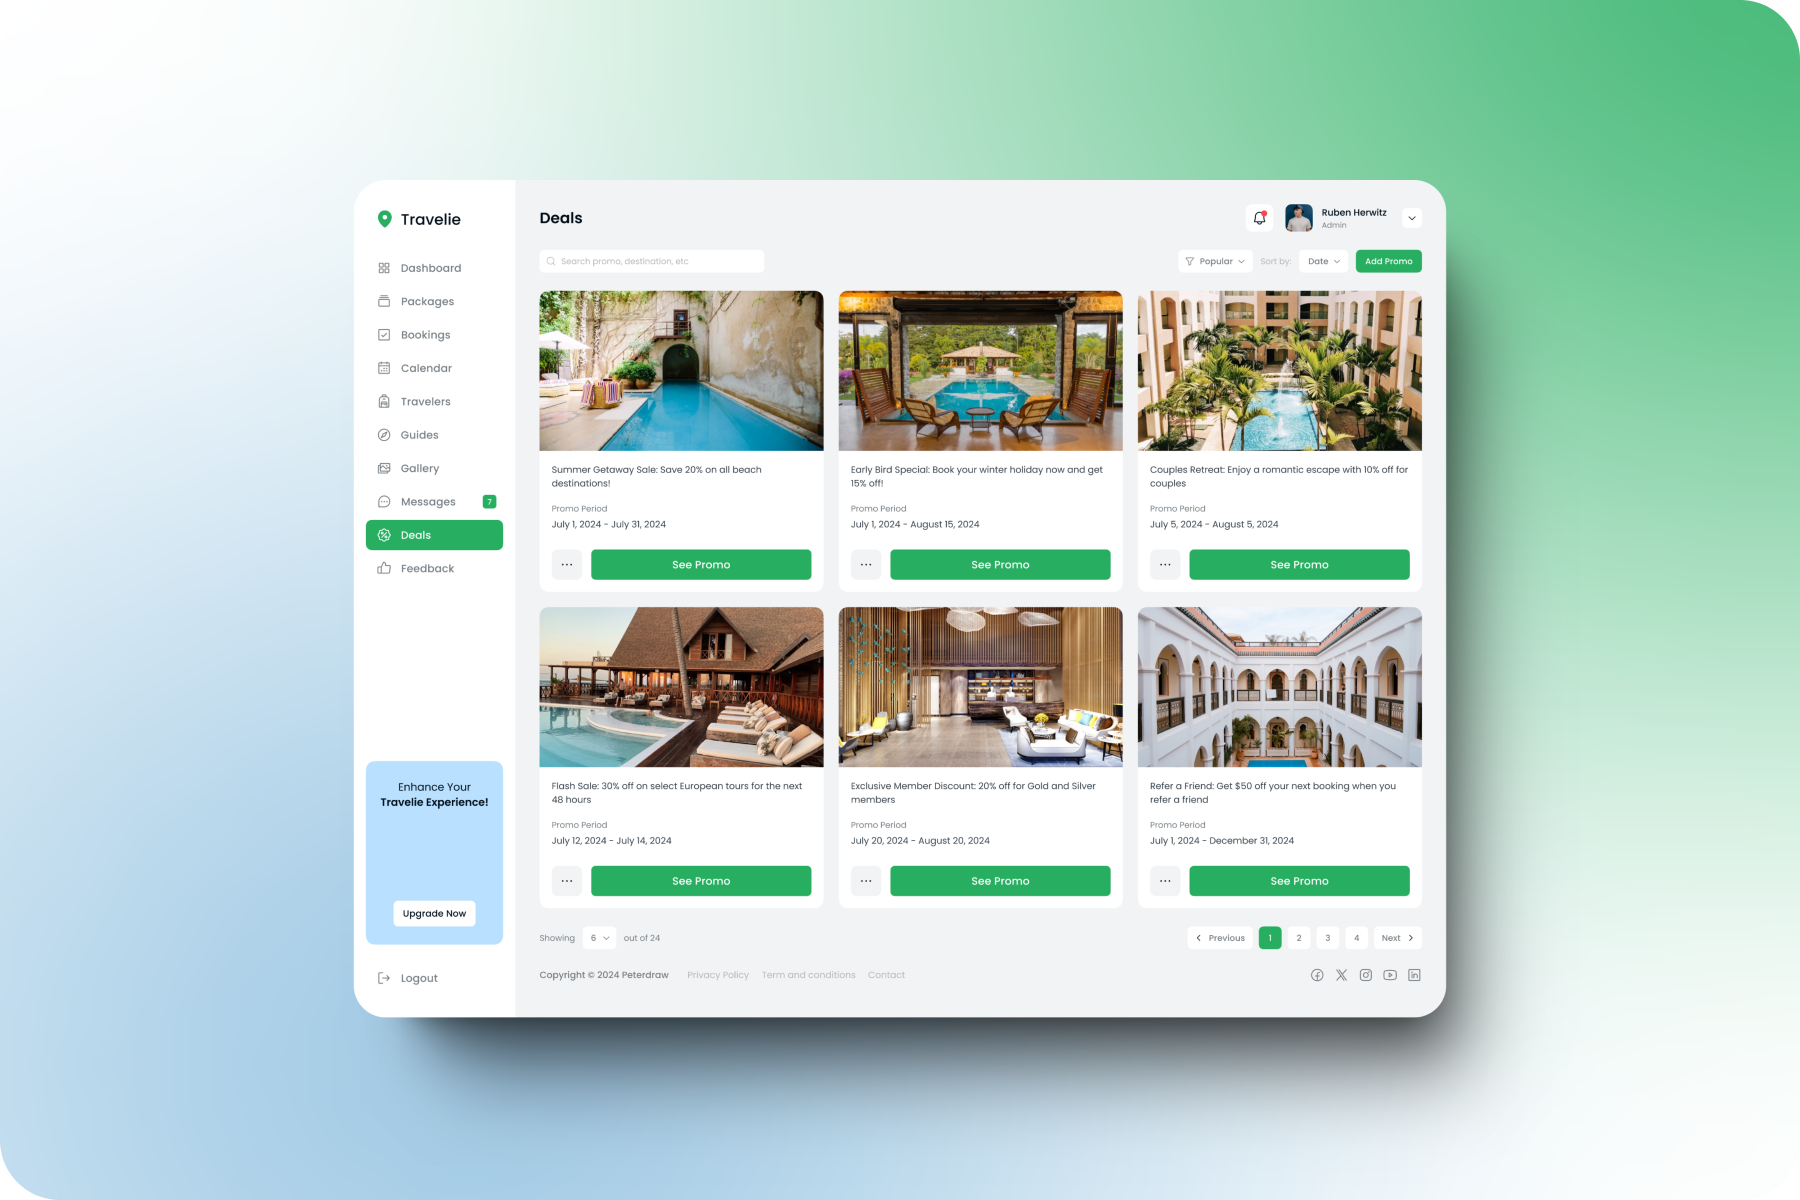 Travelie
Dashboard
Packages
Bookings
Calendar
Travelers
Guides
Gallery
Messages
7
Deals
Feedback
Enhance Your
Travelie Experience!
Upgrade Now
Logout
Deals
Ruben Herwitz
Admin
Search promo, destination, etc
Popular
Sort by:
Date
Add Promo
Summer Getaway Sale: Save 20% on all beach
destinations!
Promo Period
July 1, 2024 - July 31, 2024
See Promo
Early Bird Special: Book your winter holiday now and get
15% off!
Promo Period
July 1, 2024 - August 15, 2024
See Promo
Couples Retreat: Enjoy a romantic escape with 10% off for
couples
Promo Period
July 5, 2024 - August 5, 2024
See Promo
Flash Sale: 30% off on select European tours for the next
48 hours
Promo Period
July 12, 2024 - July 14, 2024
See Promo
Exclusive Member Discount: 20% off for Gold and Silver
members
Promo Period
July 20, 2024 - August 20, 2024
See Promo
Refer a Friend: Get $50 off your next booking when you
refer a friend
Promo Period
July 1, 2024 - December 31, 2024
See Promo
Showing 6 out of 24
Previous 1 2 3 4 Next
Copyright © 2024 Peterdraw Privacy Policy Term and conditions Contact